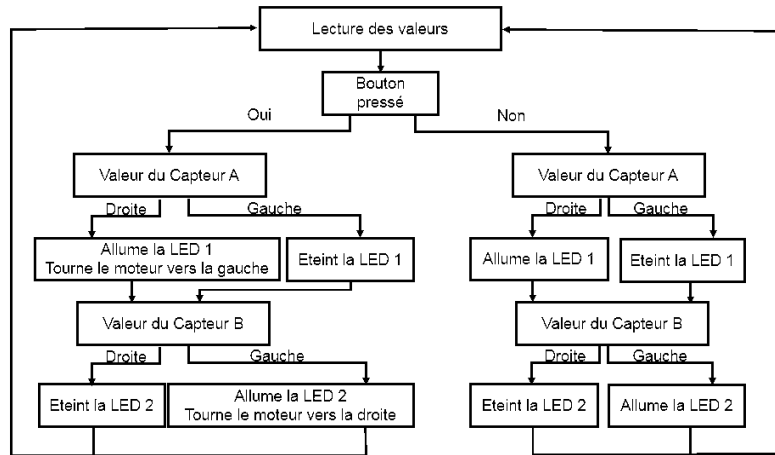 Lecture des valeurs
Bouton
pressé
Oui
Non
Valeur du Capteur A
Valeur du Capteur A
Droite
Gauche
Droite
Gauche
Allume la LED 1
Tourne le moteur vers la gauche
Eteint la LED 1
Allume la LED 1
Eteint la LED 1
Valeur du Capteur B
Valeur du Capteur B
Droite
Gauche
Droite
Gauche
Eteint la LED 2
Allume la LED 2
Tourne le moteur vers la droite
Eteint la LED 2
Allume la LED 2